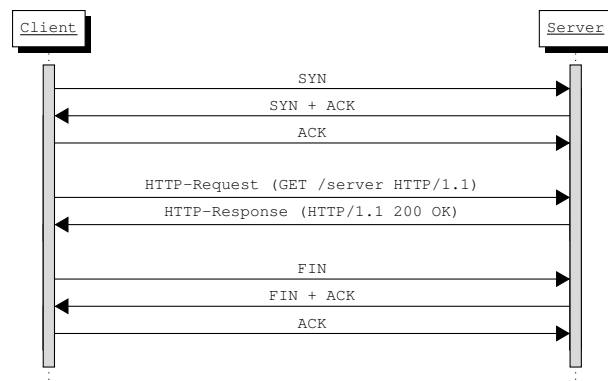 Client
Server
SYN
SYN + ACK
ACK
HTTP-Request (GET /server HTTP/1.1)
HTTP-Response (HTTP/1.1 200 OK)
FIN
FIN + ACK
ACK